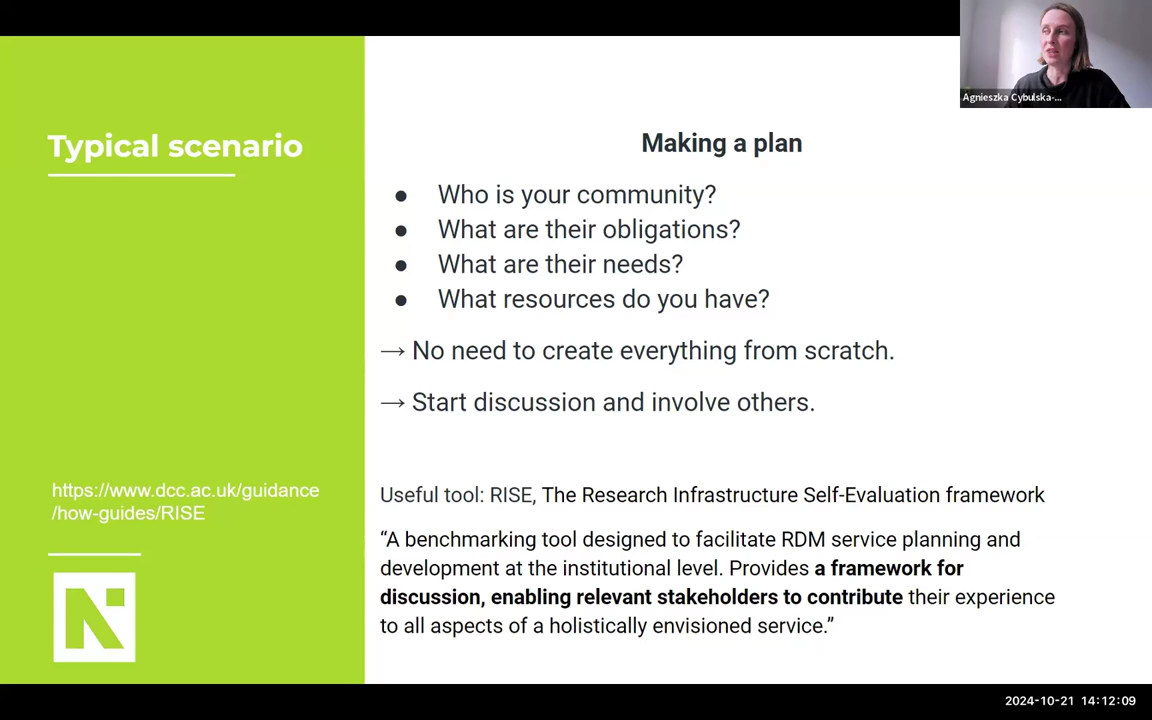 Agnieszka Cybulska-...
Typical scenario
Making a plan
● Who is your community?
● What are their obligations?
● What are their needs?
● What resources do you have?
→ No need to create everything from scratch.
→ Start discussion and involve others.
https://www.dcc.ac.uk/guidance
/how-guides/RISE
Useful tool: RISE, The Research Infrastructure Self-Evaluation framework
“A benchmarking tool designed to facilitate RDM service planning and
development at the institutional level. Provides a framework for
discussion, enabling relevant stakeholders to contribute their experience
to all aspects of a holistically envisioned service.”
N
2024-10-21 14:12:09